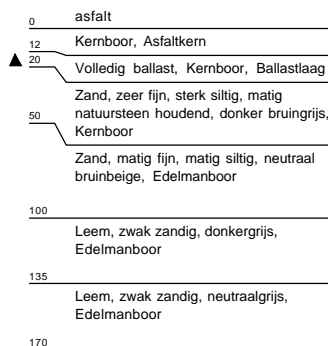 0
asfalt
12
Kernboor, Asfaltkern
20
Volledig ballast, Kernboor, Ballastlaag
Zand, zeer fijn, sterk siltig, matig
natuursteen houdend, donker bruingrijs,
Kernboor
50
Zand, matig fijn, matig siltig, neutraal
bruinbeige, Edelmanboor
100
Leem, zwak zandig, donkergrijs,
Edelmanboor
135
Leem, zwak zandig, neutraalgrijs,
Edelmanboor
170